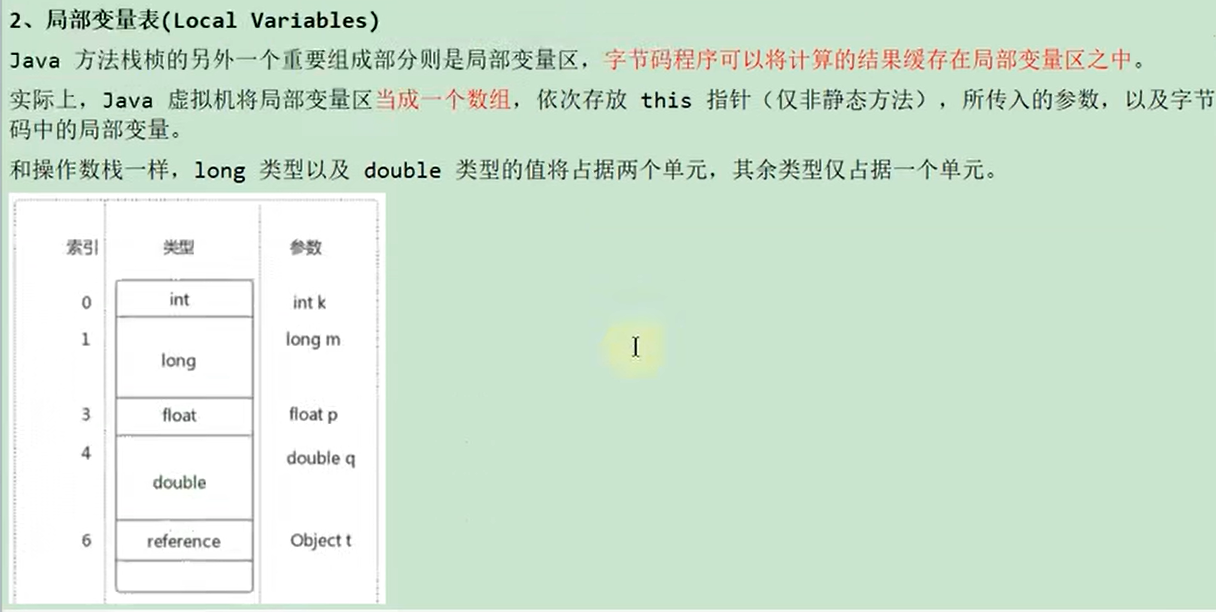 2、局部变量表(Local Variables)
Java 方法栈桢的另外一个重要组成部分则是局部变量区，字节码程序可以将计算的结果缓存在局部变量区之中。
实际上，Java 虚拟机将局部变量区当成一个数组，依次存放 this 指针（仅非静态方法），所传入的参数，以及字节
码中的局部变量。
和操作数栈一样，long 类型以及 double 类型的值将占据两个单元，其余类型仅占据一个单元。
索引 类型 参数
0 int int k
1 long long m
3 float float p
4 double double q
6 reference Object t